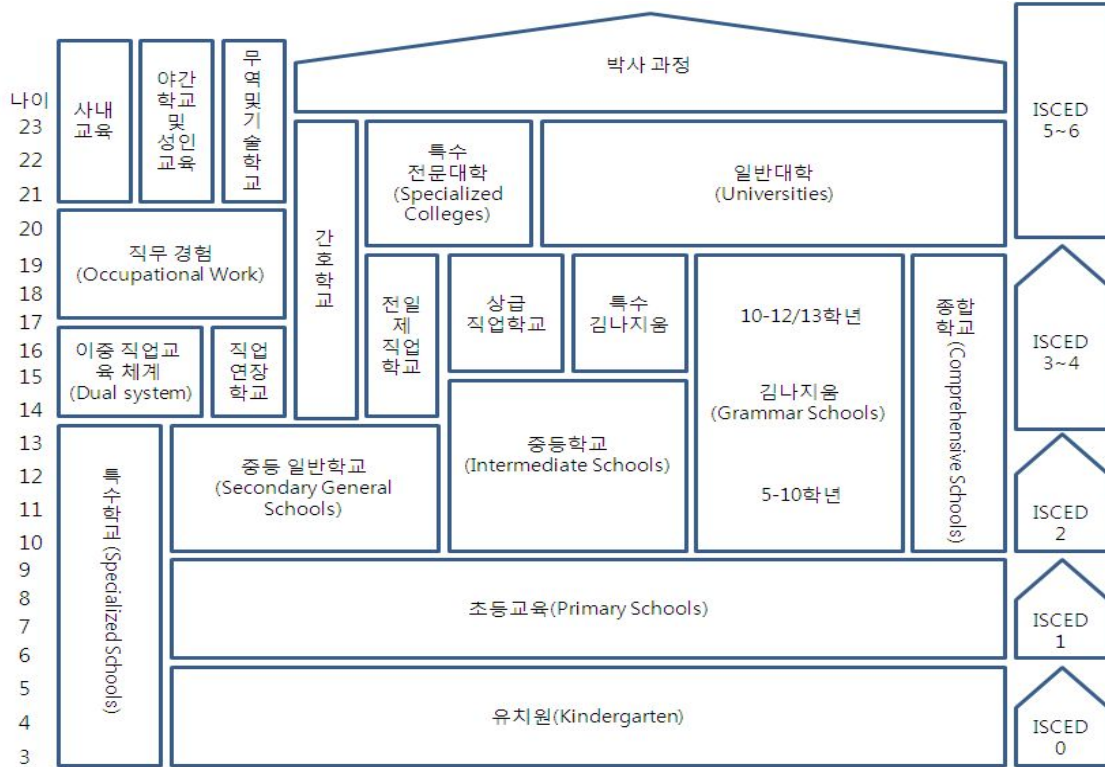 박사 과정
사내
교육
야간
학교
및
성인
교육
무
역
및
기
술
학
교
ISCED
5~6
나이
23
22
21
20
19
18
17
16
15
14
13
12
11
10
9
8
7
6
5
4
3
특수
전문대학
(Specialized
Colleges)
일반대학
(Universities)
간
호
학
교
직무 경험
(Occupational Work)
전일
제
직업
학교
상급
직업학교
특수
김나지움
10-12/13학년
김나지움
(Grammar Schools)
5-10학년
종합
학교 (Comprehensive Schools)
ISCED
3~4
이중 직업교
육 체계
(Dual system)
직업
연장
학교
특수학교 (Specialized Schools)
중등 일반학교
(Secondary General
Schools)
중등학교
(Intermediate Schools)
ISCED
2
초등교육(Primary Schools)
ISCED
1
유치원(Kindergarten)
ISCED
0